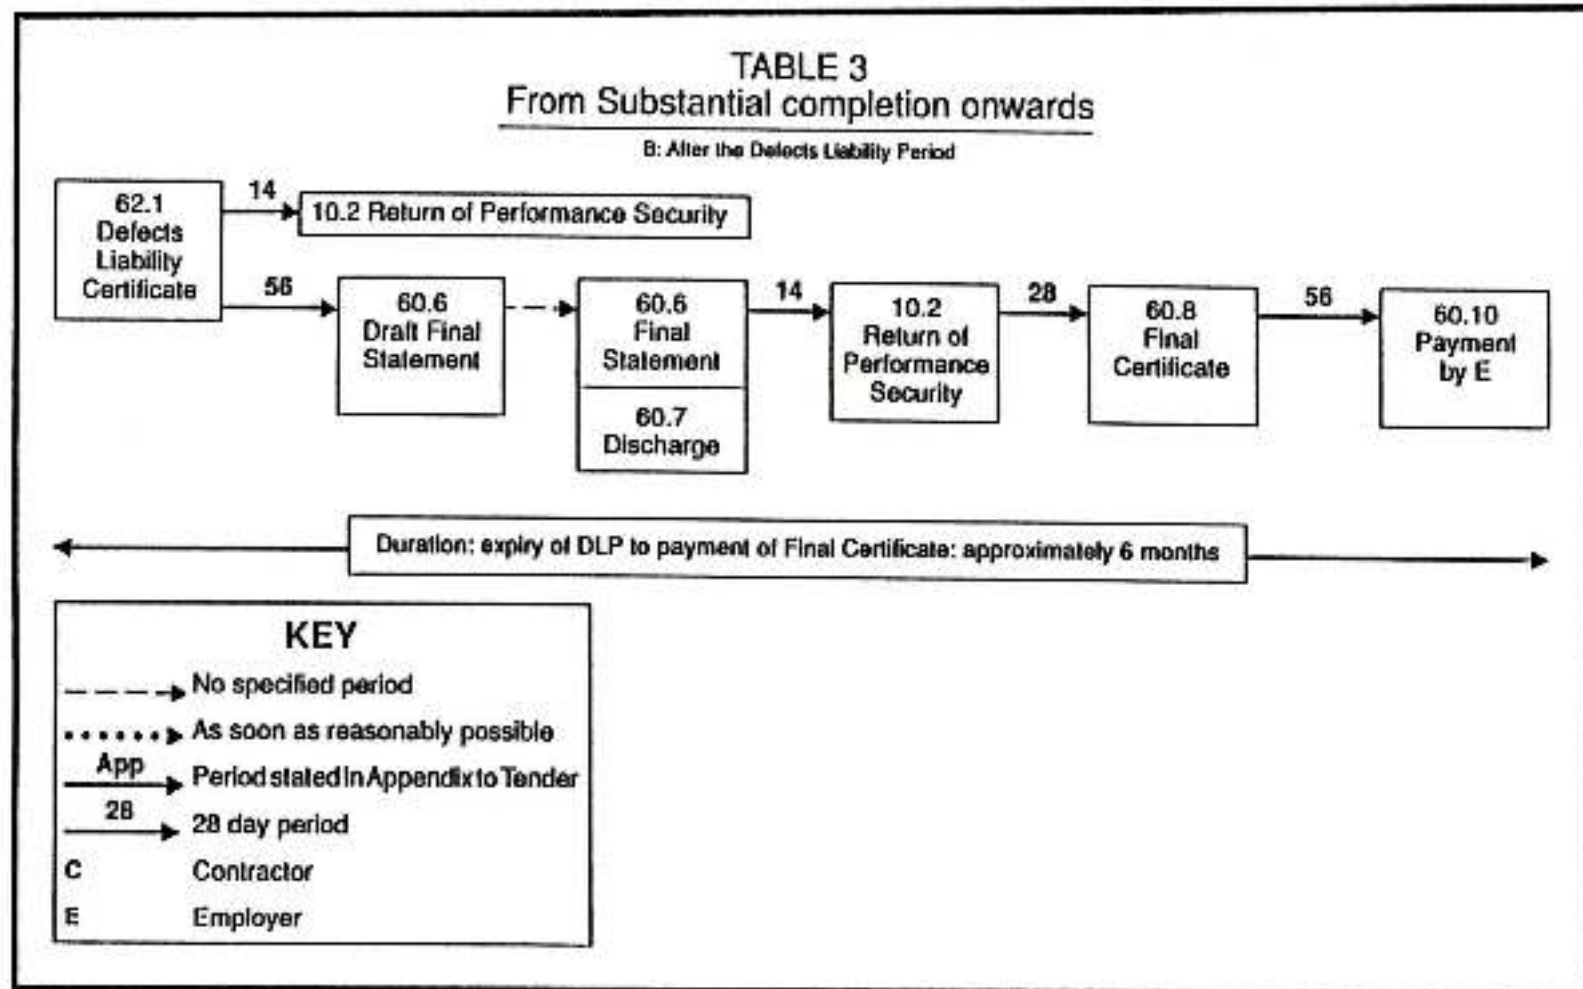 TABLE 3
From Substantial completion onwards
B: Alter the Defects Liability Period
62.1
Defects
Liability
Certificate
14
10.2 Return of Performance Security
56
60.6
Draft Final
Statement
60.6
Final
Statement
60.7
Discharge
14
10.2
Return of
Performance
Security
28
60.8
Final
Certificate
56
60.10
Payment
by E
Duration: expiry of DLP to payment of Final Certificate: approximately 6 months
KEY
No specified period
As soon as reasonably possible
App
Period stated in Appendix to Tender
28
28 day period
C Contractor
E Employer